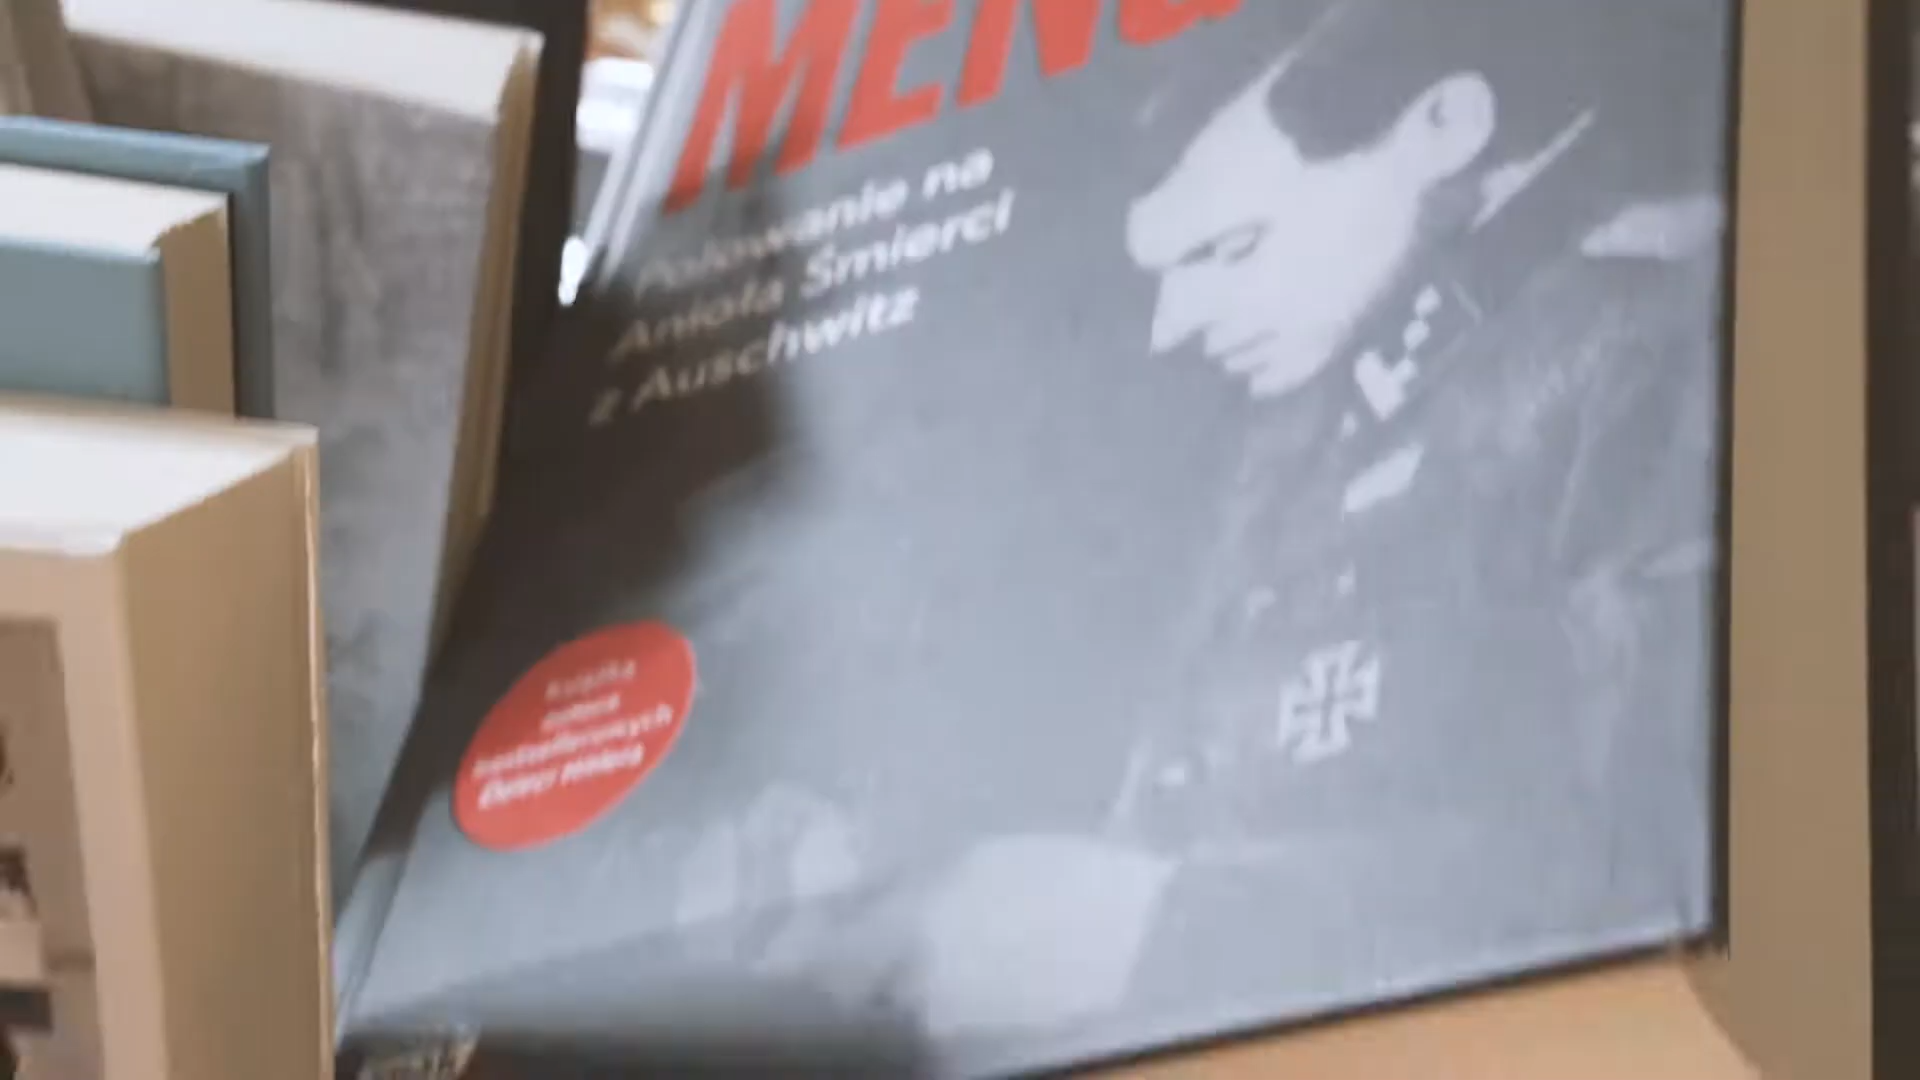 MENG
Polowanie na
Anioła Śmierci
z Auschwitz
Książka
autora
bestsellerowych
Dzieci Hitlera